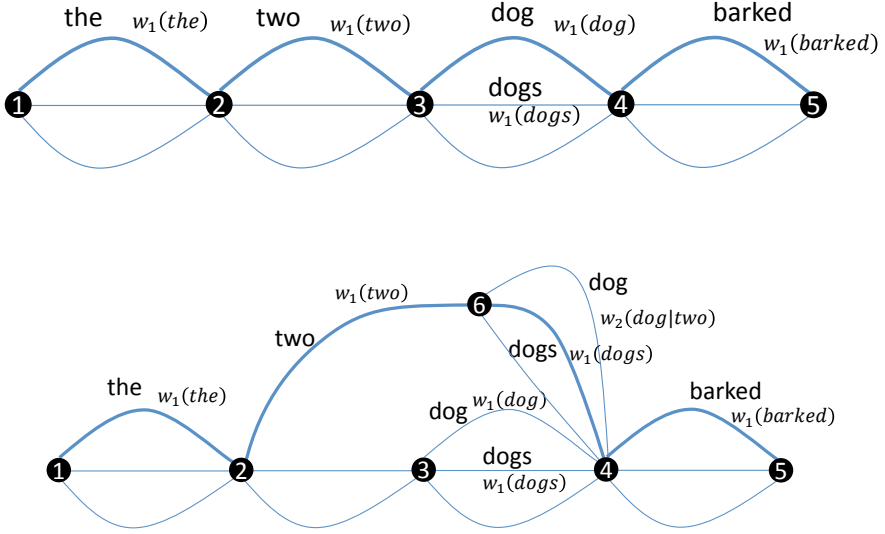 the w₁(the) two w₁(two) dog w₁(dog) barked
w₁(barked)
dogs
w₁(dogs)
1 2 3 4 5
w₁(two) 6 dog
w₂(dog|two)
two dogs w₁(dogs)
the w₁(the) dog w₁(dog) barked
w₁(barked)
dogs
w₁(dogs)
1 2 3 4 5